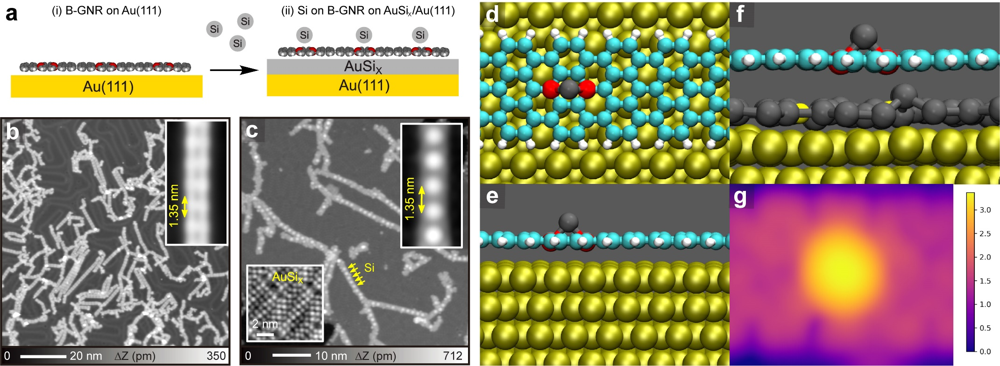 a
(i) B-GNR on Au(111)
Si
Si
Si
(ii) Si on B-GNR on AuSiₓ/Au(111)
Si
Si
Si
Au(111)
AuSiₓ
Au(111)
b
1.35 nm
0
20 nm
ΔZ (pm)
350
c
1.35 nm
Si
AuSiₓ
2 nm
0
10 nm
ΔZ (pm)
712
d
e
f
g
3.0
2.5
2.0
1.5
1.0
0.5
0.0